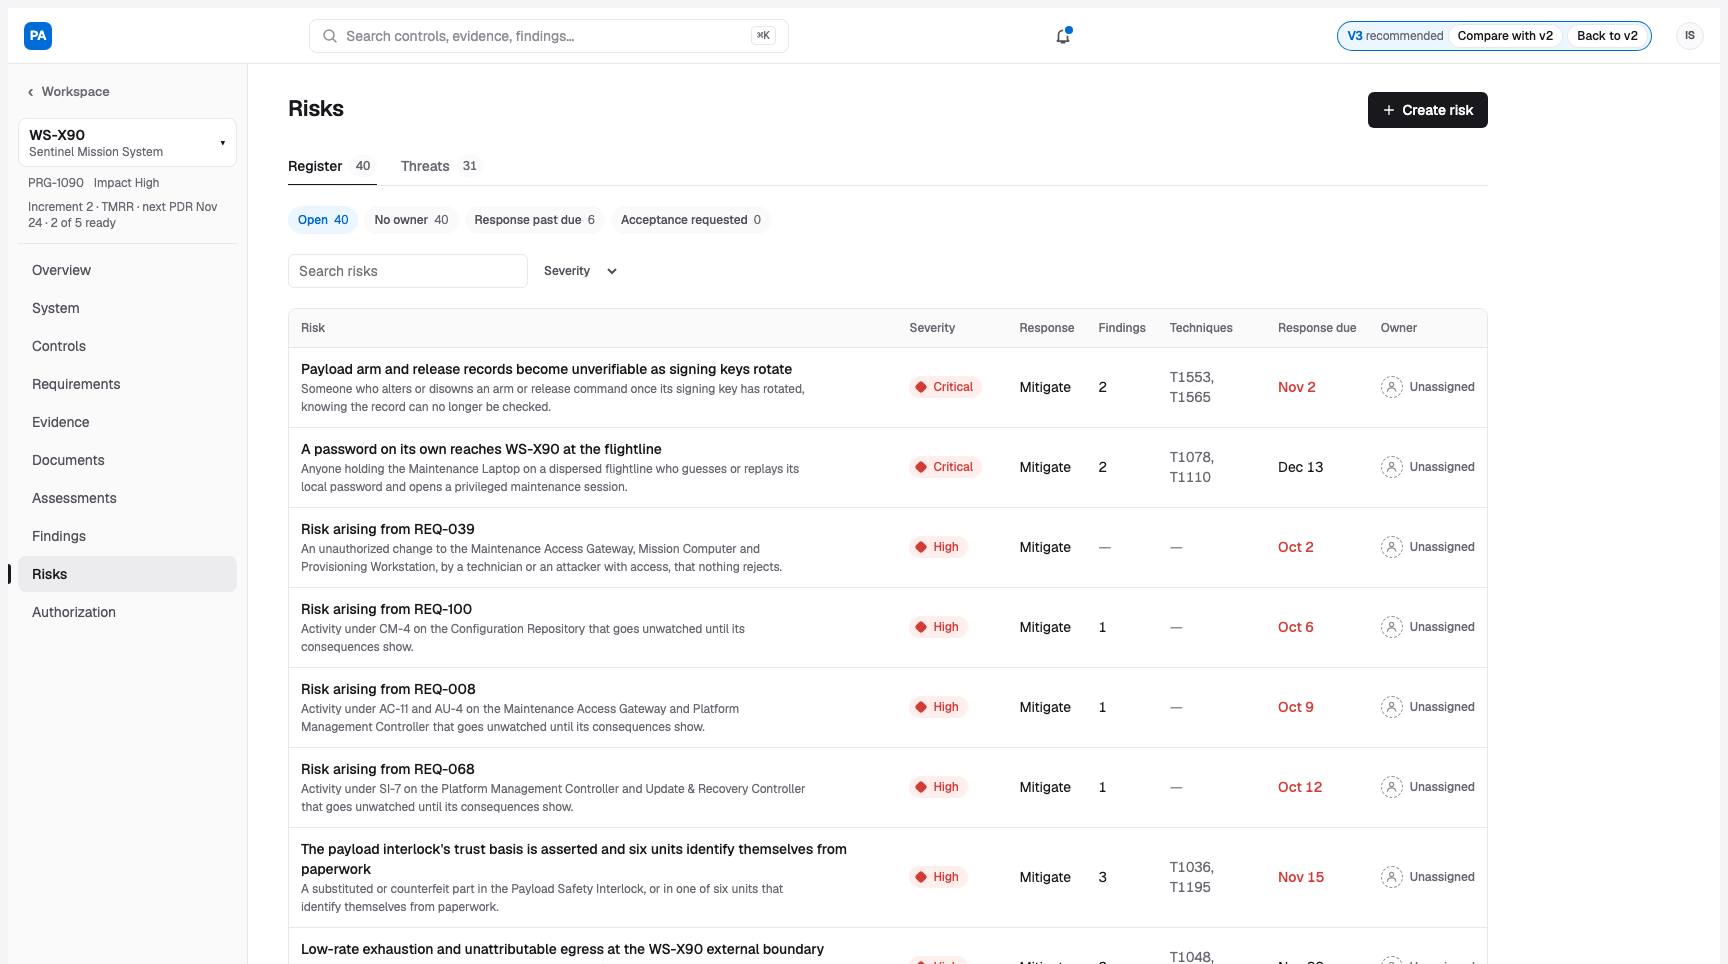 PA
Search controls, evidence, findings...
⌘K
V3 recommended
Compare with v2
Back to v2
IS
‹ Workspace
WS-X90
Sentinel Mission System
PRG-1090 Impact High
Increment 2 · TMRR · next PDR Nov
24 · 2 of 5 ready
Overview
System
Controls
Requirements
Evidence
Documents
Assessments
Findings
Risks
Authorization
Risks
+ Create risk
Register 40
Threats 31
Open 40
No owner 40
Response past due 6
Acceptance requested 0
Search risks
Severity
Risk Severity Response Findings Techniques Response due Owner
Payload arm and release records become unverifiable as signing keys rotate
Someone who alters or disowns an arm or release command once its signing key has rotated,
knowing the record can no longer be checked.
Critical
Mitigate
2
T1553,
T1565
Nov 2
Unassigned
A password on its own reaches WS-X90 at the flightline
Anyone holding the Maintenance Laptop on a dispersed flightline who guesses or replays its
local password and opens a privileged maintenance session.
Critical
Mitigate
2
T1078,
T1110
Dec 13
Unassigned
Risk arising from REQ-039
An unauthorized change to the Maintenance Access Gateway, Mission Computer and
Provisioning Workstation, by a technician or an attacker with access, that nothing rejects.
High
Mitigate
—
—
Oct 2
Unassigned
Risk arising from REQ-100
Activity under CM-4 on the Configuration Repository that goes unwatched until its
consequences show.
High
Mitigate
1
—
Oct 6
Unassigned
Risk arising from REQ-008
Activity under AC-11 and AU-4 on the Maintenance Access Gateway and Platform
Management Controller that goes unwatched until its consequences show.
High
Mitigate
1
—
Oct 9
Unassigned
Risk arising from REQ-068
Activity under SI-7 on the Platform Management Controller and Update & Recovery Controller
that goes unwatched until its consequences show.
High
Mitigate
1
—
Oct 12
Unassigned
The payload interlock's trust basis is asserted and six units identify themselves from
paperwork
A substituted or counterfeit part in the Payload Safety Interlock, or in one of six units that
identify themselves from paperwork.
High
Mitigate
3
T1036,
T1195
Nov 15
Unassigned
Low-rate exhaustion and unattributable egress at the WS-X90 external boundary
T1048,